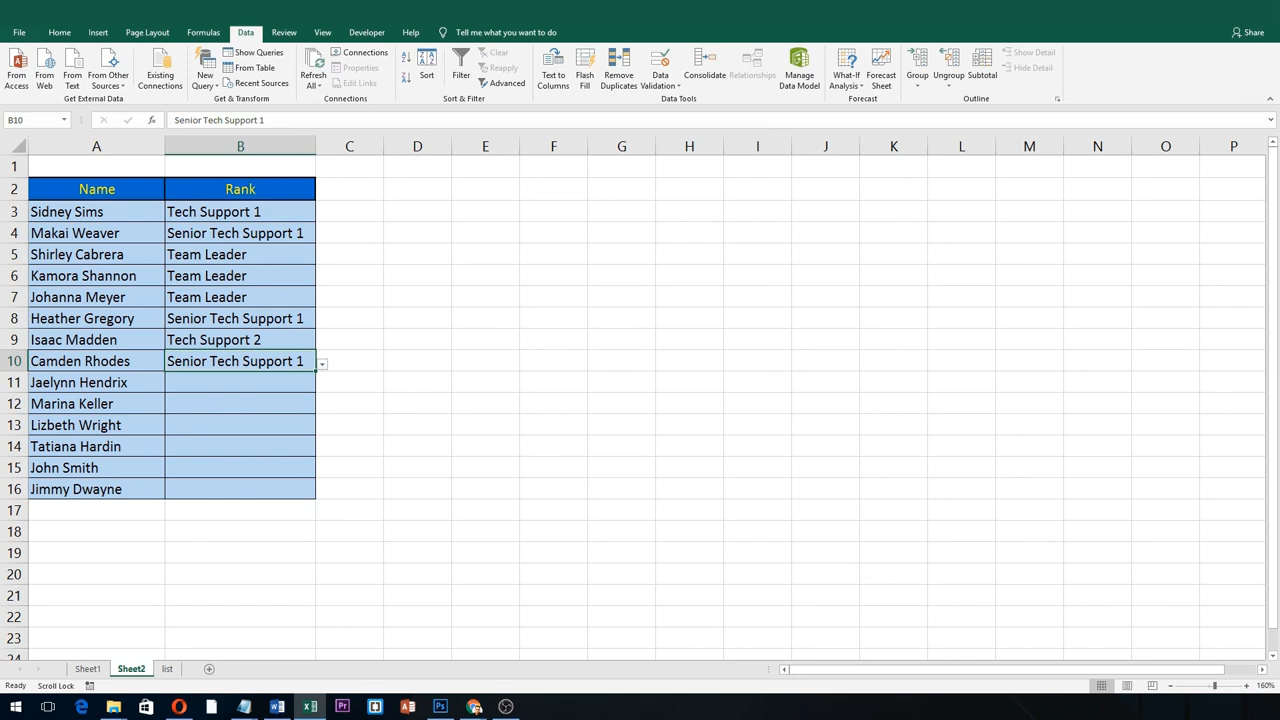 File Home Insert Page Layout Formulas Data Review View Developer Help Tell me what you want to do Share
From Access From Web From Text From Other Sources Existing Connections New Query Show Queries From Table Recent Sources Refresh All Connections Properties Edit Links Sort Filter Clear Reapply Advanced Text to Columns Flash Fill Remove Duplicates Data Validation Consolidate Relationships Manage Data Model What-If Analysis Forecast Sheet Group Ungroup Subtotal Show Detail Hide Detail
Get External Data Get & Transform Connections Sort & Filter Data Tools Forecast Outline
B10 fx Senior Tech Support 1
A B C D E F G H I J K L M N O P
1
2 Name Rank
3 Sidney Sims Tech Support 1
4 Makai Weaver Senior Tech Support 1
5 Shirley Cabrera Team Leader
6 Kamora Shannon Team Leader
7 Johanna Meyer Team Leader
8 Heather Gregory Senior Tech Support 1
9 Isaac Madden Tech Support 2
10 Camden Rhodes Senior Tech Support 1
11 Jaelynn Hendrix
12 Marina Keller
13 Lizbeth Wright
14 Tatiana Hardin
15 John Smith
16 Jimmy Dwayne
17
18
19
20
21
22
23
24
Sheet1 Sheet2 list
Ready Scroll Lock 160%